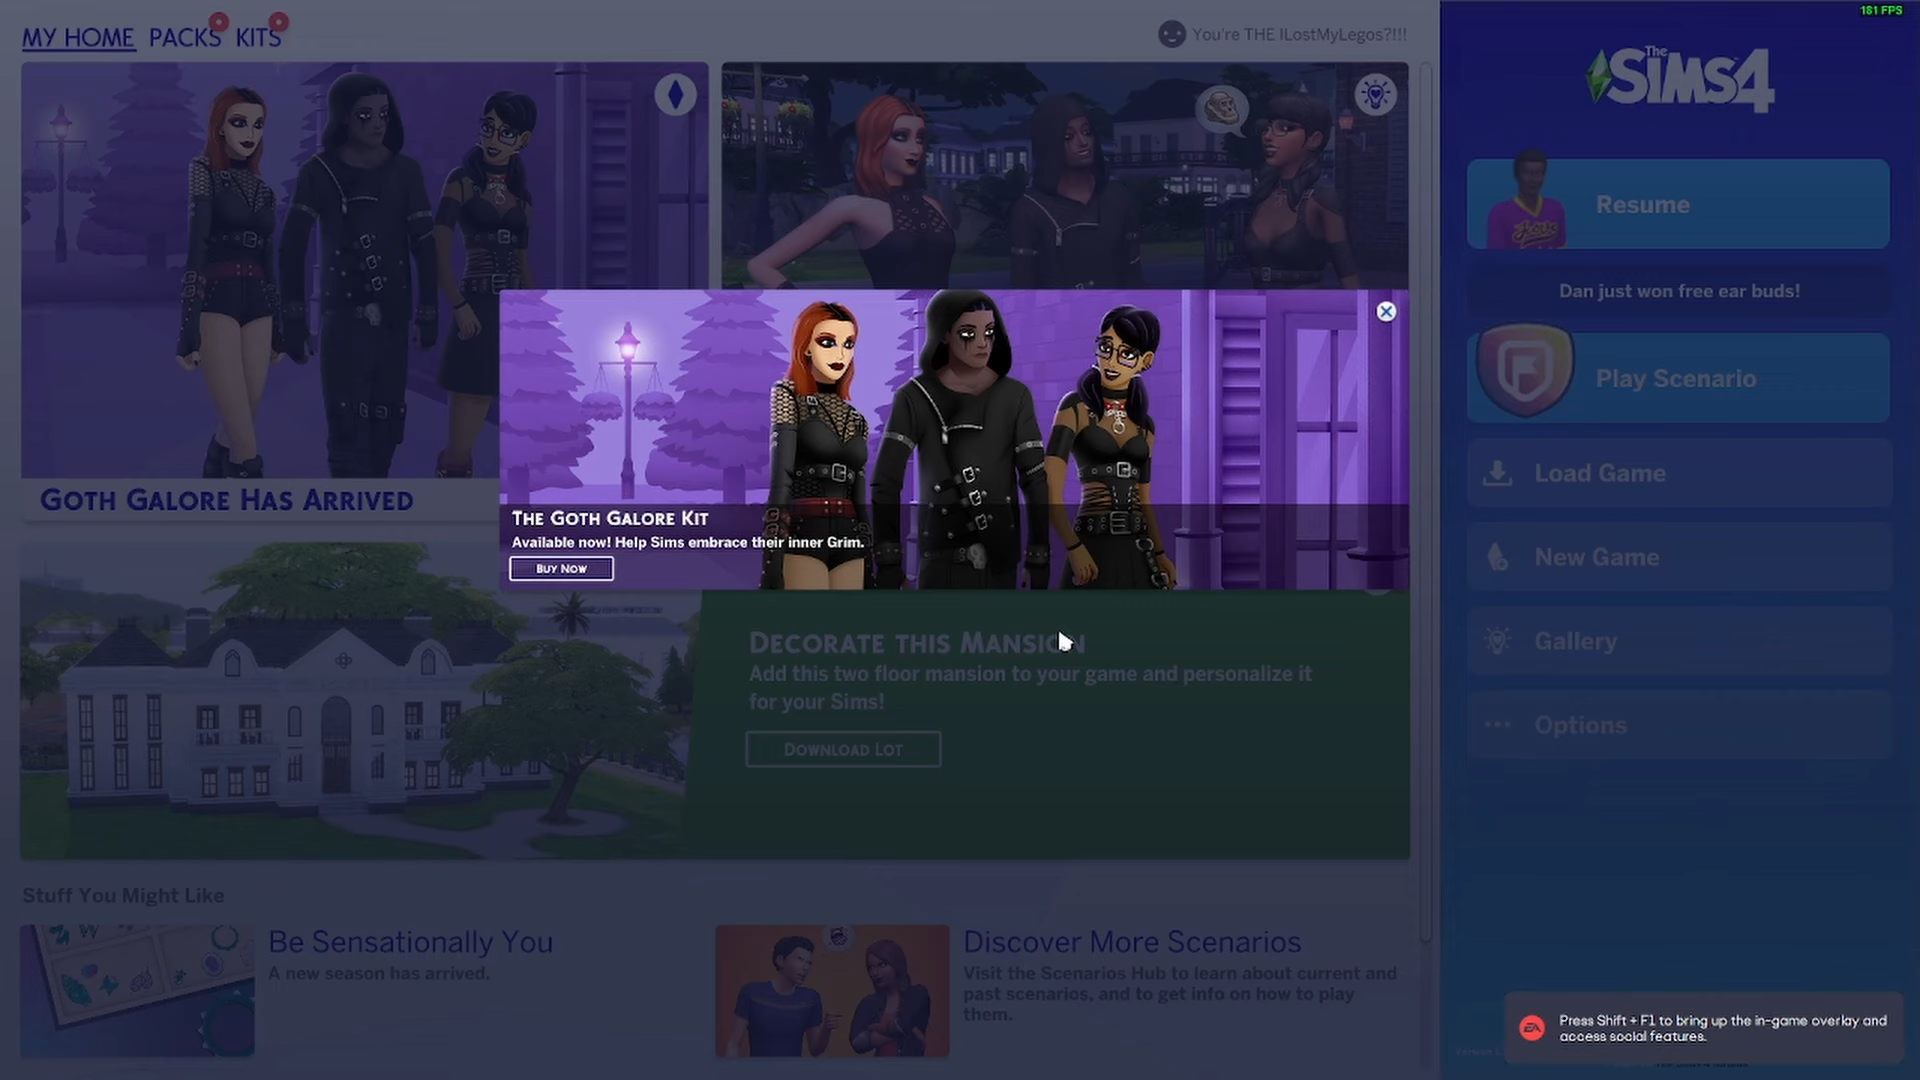 181 FPS
MY HOME PACKS KITS
You're THE ILostMyLegos?!!!
The SIMS4
Resume
Dan just won free ear buds!
Play Scenario
Load Game
New Game
Gallery
Options
THE GOTH GALORE KIT
Available now! Help Sims embrace their inner Grim.
BUY NOW
GOTH GALORE HAS ARRIVED
DECORATE THIS MANSION
Add this two floor mansion to your game and personalize it
for your Sims!
DOWNLOAD LOT
Stuff You Might Like
Be Sensationally You
A new season has arrived.
Discover More Scenarios
Visit the Scenarios Hub to learn about current and
past scenarios, and to get info on how to play
them.
EA
Press Shift + F1 to bring up the in-game overlay and
access social features.